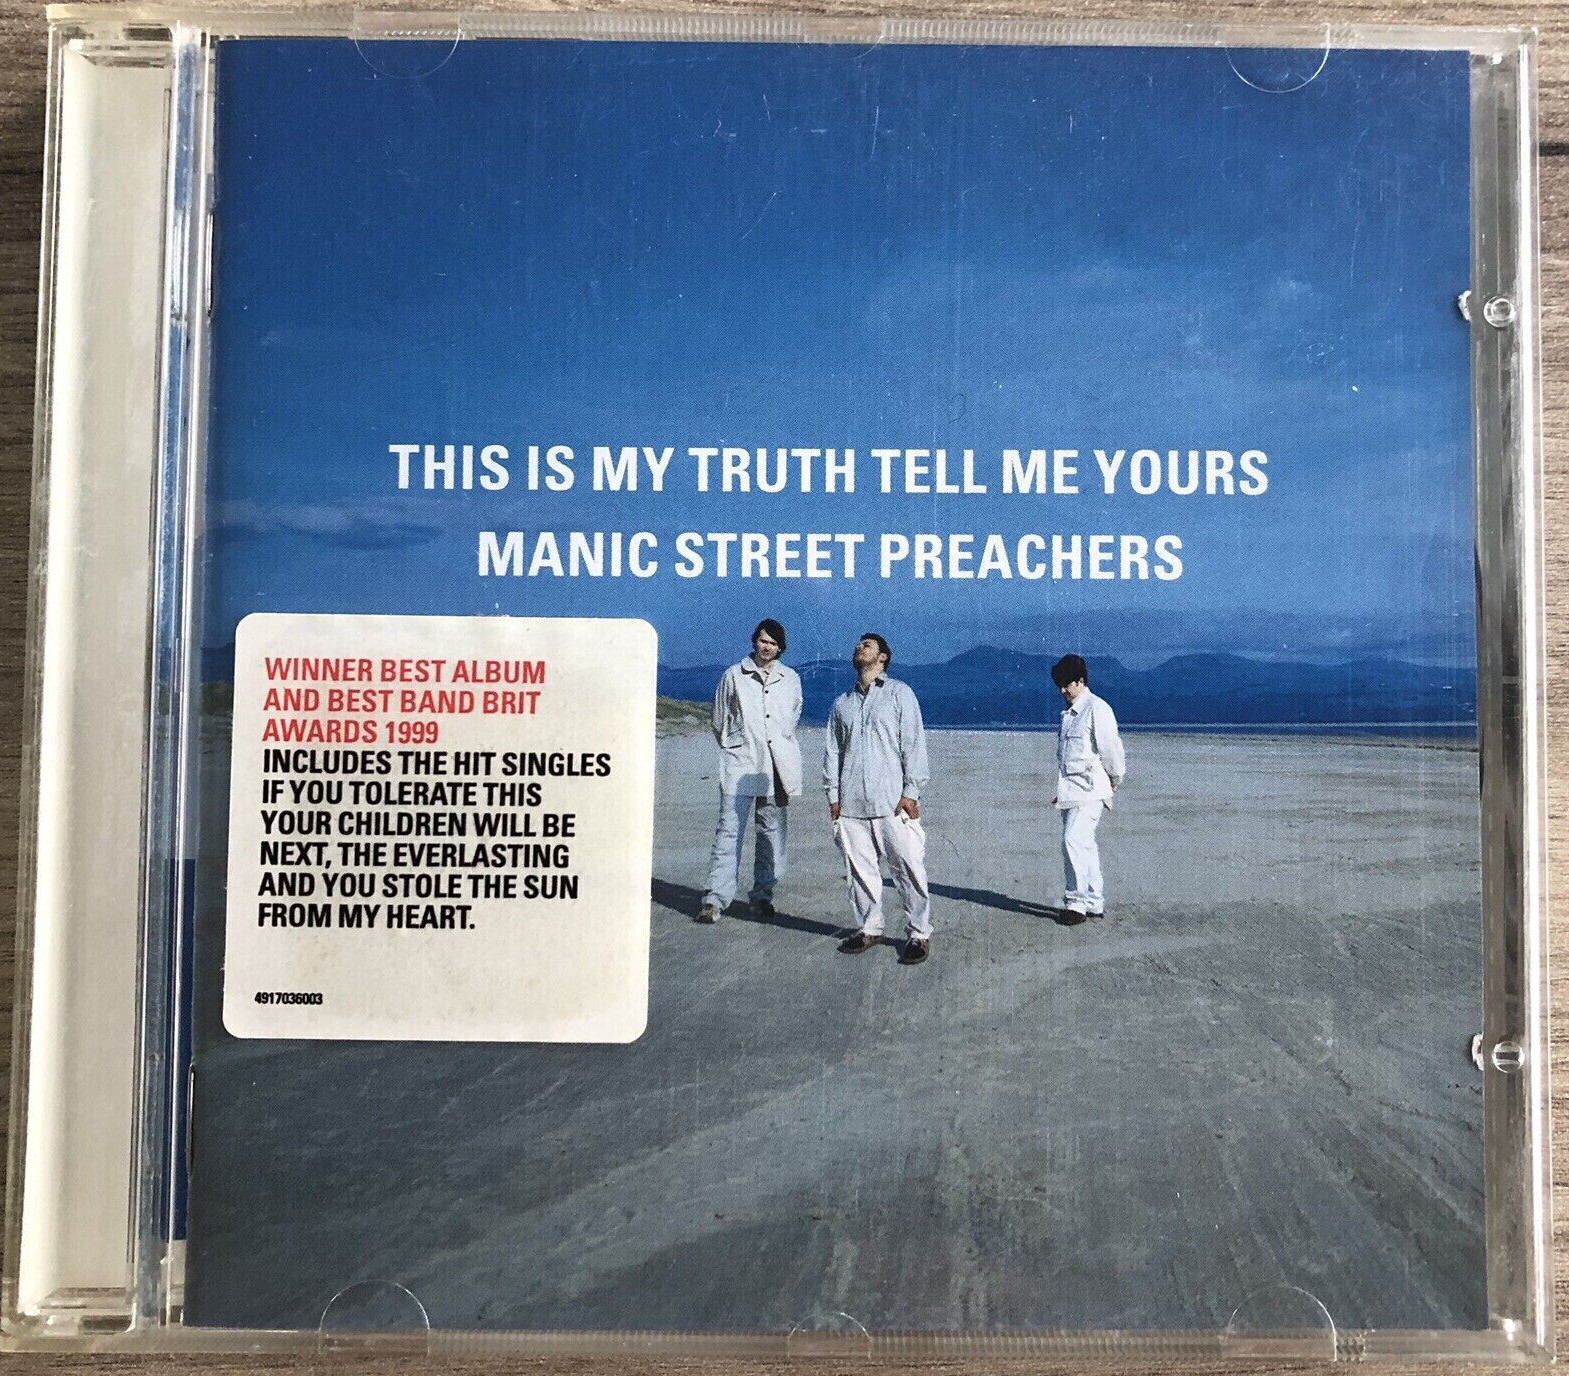 THIS IS MY TRUTH TELL ME YOURS
MANIC STREET PREACHERS
WINNER BEST ALBUM
AND BEST BAND BRIT
AWARDS 1999
INCLUDES THE HIT SINGLES
IF YOU TOLERATE THIS
YOUR CHILDREN WILL BE
NEXT, THE EVERLASTING
AND YOU STOLE THE SUN
FROM MY HEART.
4917036003